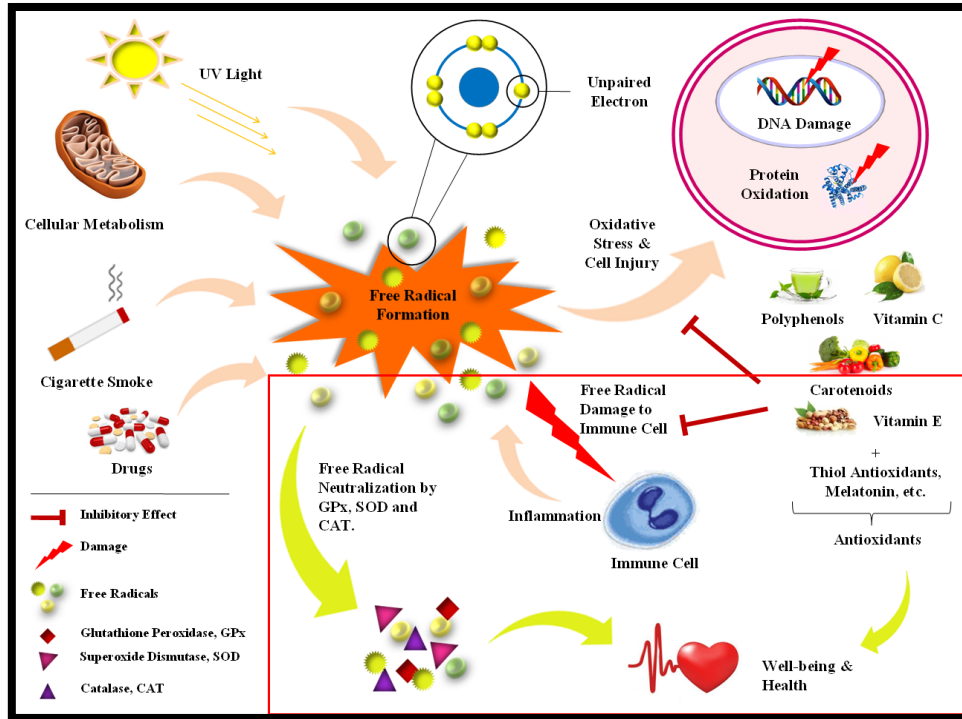 UV Light
Unpaired
Electron
DNA Damage
Protein
Oxidation
Cellular Metabolism
Oxidative
Stress &
Cell Injury
Free Radical
Formation
Polyphenols
Vitamin C
Cigarette Smoke
Carotenoids
Free Radical
Damage to
Immune Cell
Vitamin E
+
Thiol Antioxidants,
Melatonin, etc.
Antioxidants
Drugs
Free Radical
Neutralization by
GPx, SOD and
CAT.
Inflammation
Immune Cell
Inhibitory Effect
Damage
Free Radicals
Glutathione Peroxidase, GPx
Superoxide Dismutase, SOD
Catalase, CAT
Well-being &
Health